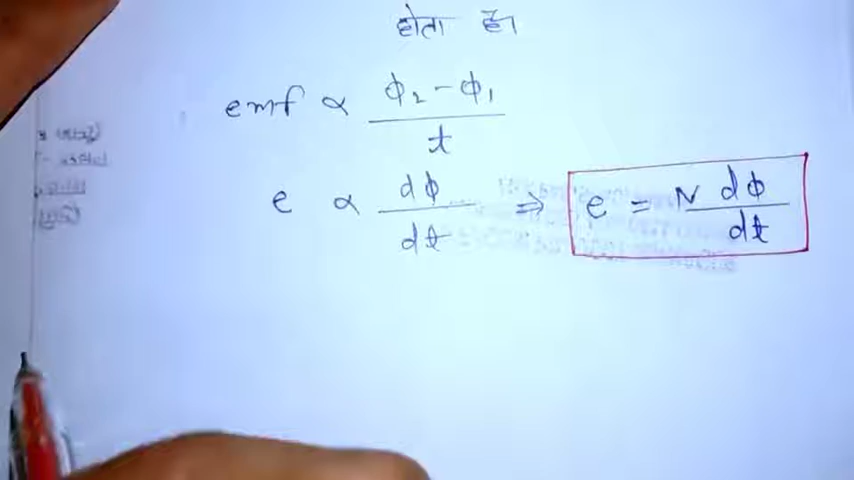 होता है।
emf ∝ ϕ₂ - ϕ₁ / t
e ∝ dϕ / dt ⇒ e = N dϕ / dt